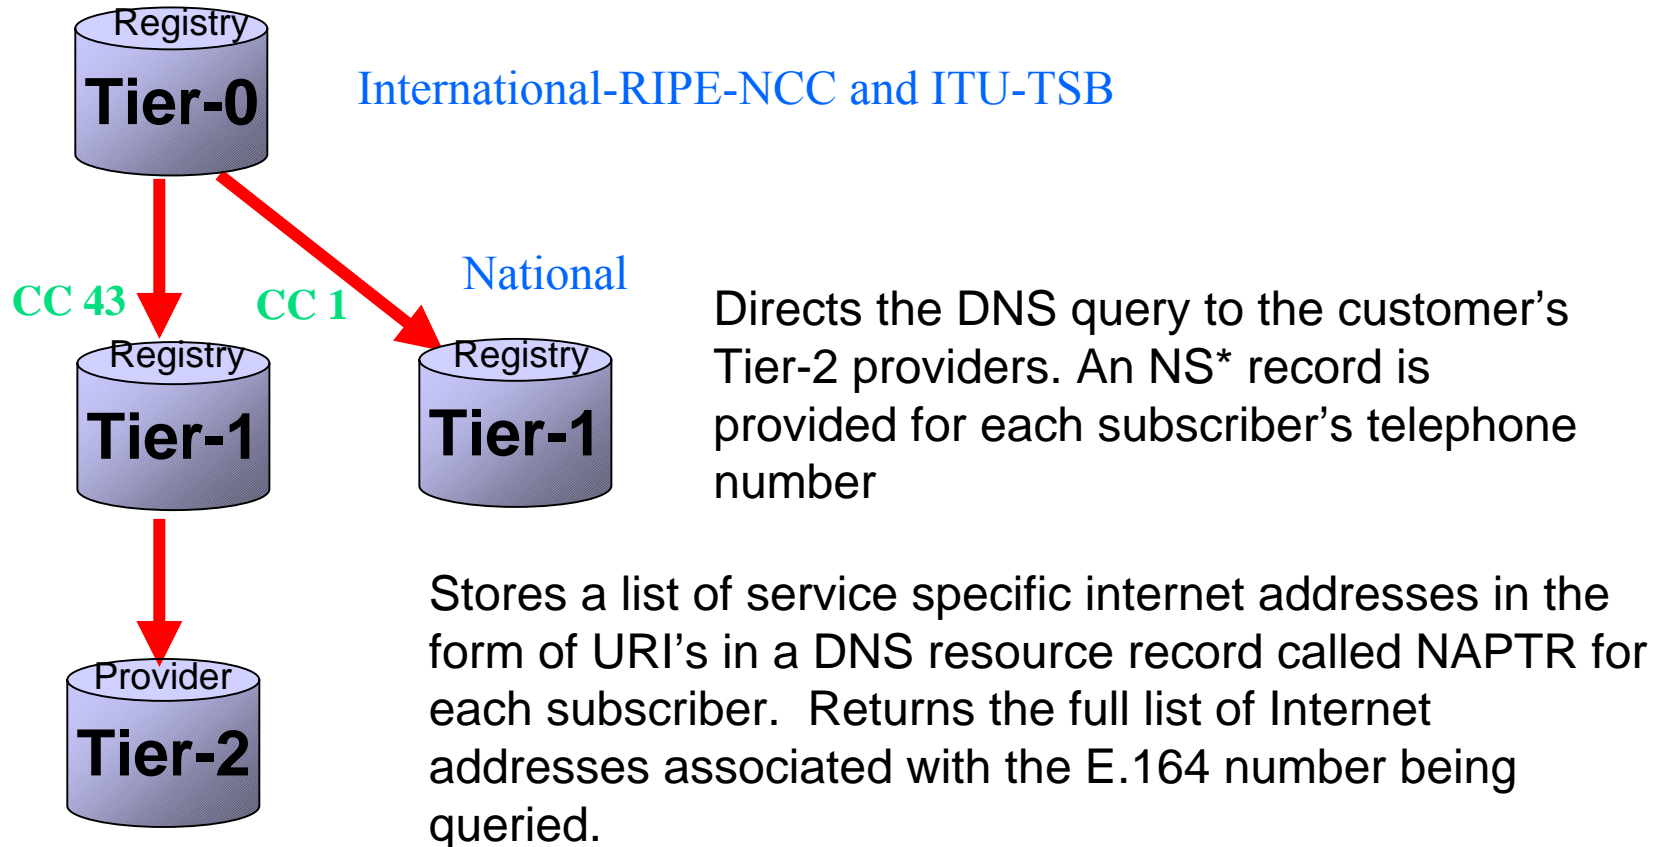 Registry
Tier-0
International-RIPE-NCC and ITU-TSB
National
CC 43
CC 1
Registry
Tier-1
Registry
Tier-1
Directs the DNS query to the customer’s
Tier-2 providers. An NS* record is
provided for each subscriber’s telephone
number
Provider
Tier-2
Stores a list of service specific internet addresses in the
form of URI's in a DNS resource record called NAPTR for
each subscriber.  Returns the full list of Internet
addresses associated with the E.164 number being
queried.